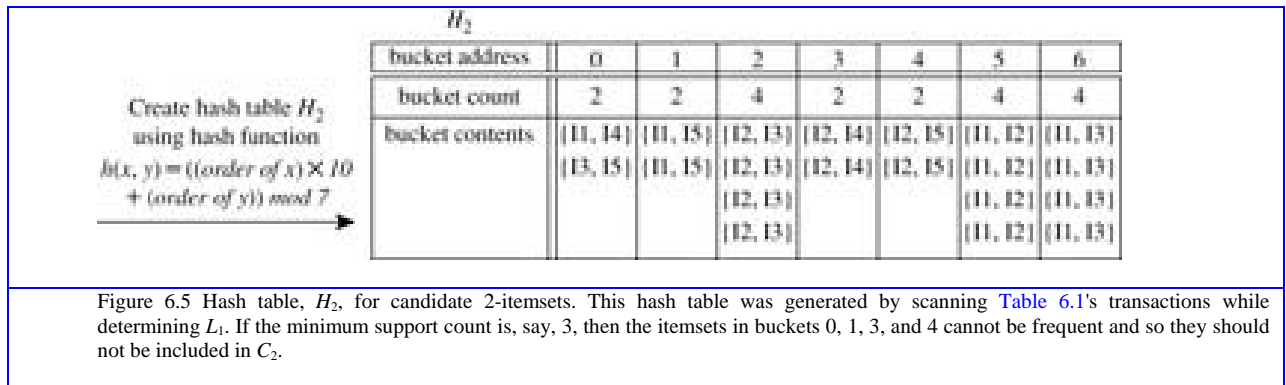 H2
bucket address 0 1 2 3 4 5 6
bucket count 2 2 4 2 2 4 4
bucket contents {I1, I4} {I1, I5} {I2, I3} {I2, I4} {I2, I5} {I1, I2} {I1, I3}
{I3, I5} {I1, I5} {I2, I3} {I2, I4} {I2, I5} {I1, I2} {I1, I3}
{I2, I3} {I1, I2} {I1, I3}
{I2, I3} {I1, I2} {I1, I3}
Create hash table H2
using hash function
h(x, y) = ((order of x) × 10
+ (order of y)) mod 7
Figure 6.5 Hash table, H2, for candidate 2-itemsets. This hash table was generated by scanning Table 6.1's transactions while
determining L1. If the minimum support count is, say, 3, then the itemsets in buckets 0, 1, 3, and 4 cannot be frequent and so they should
not be included in C2.